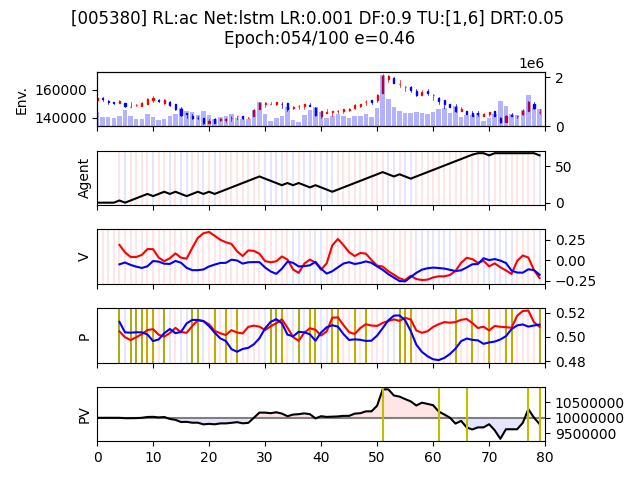 [005380] RL:ac Net:lstm LR:0.001 DF:0.9 TU:[1,6] DRT:0.05
Epoch:054/100 e=0.46
1e6
Env.
160000
140000
2
0
Agent
50
0
V
0.25
0.00
−0.25
P
0.52
0.50
0.48
PV
10500000
10000000
9500000
0 10 20 30 40 50 60 70 80